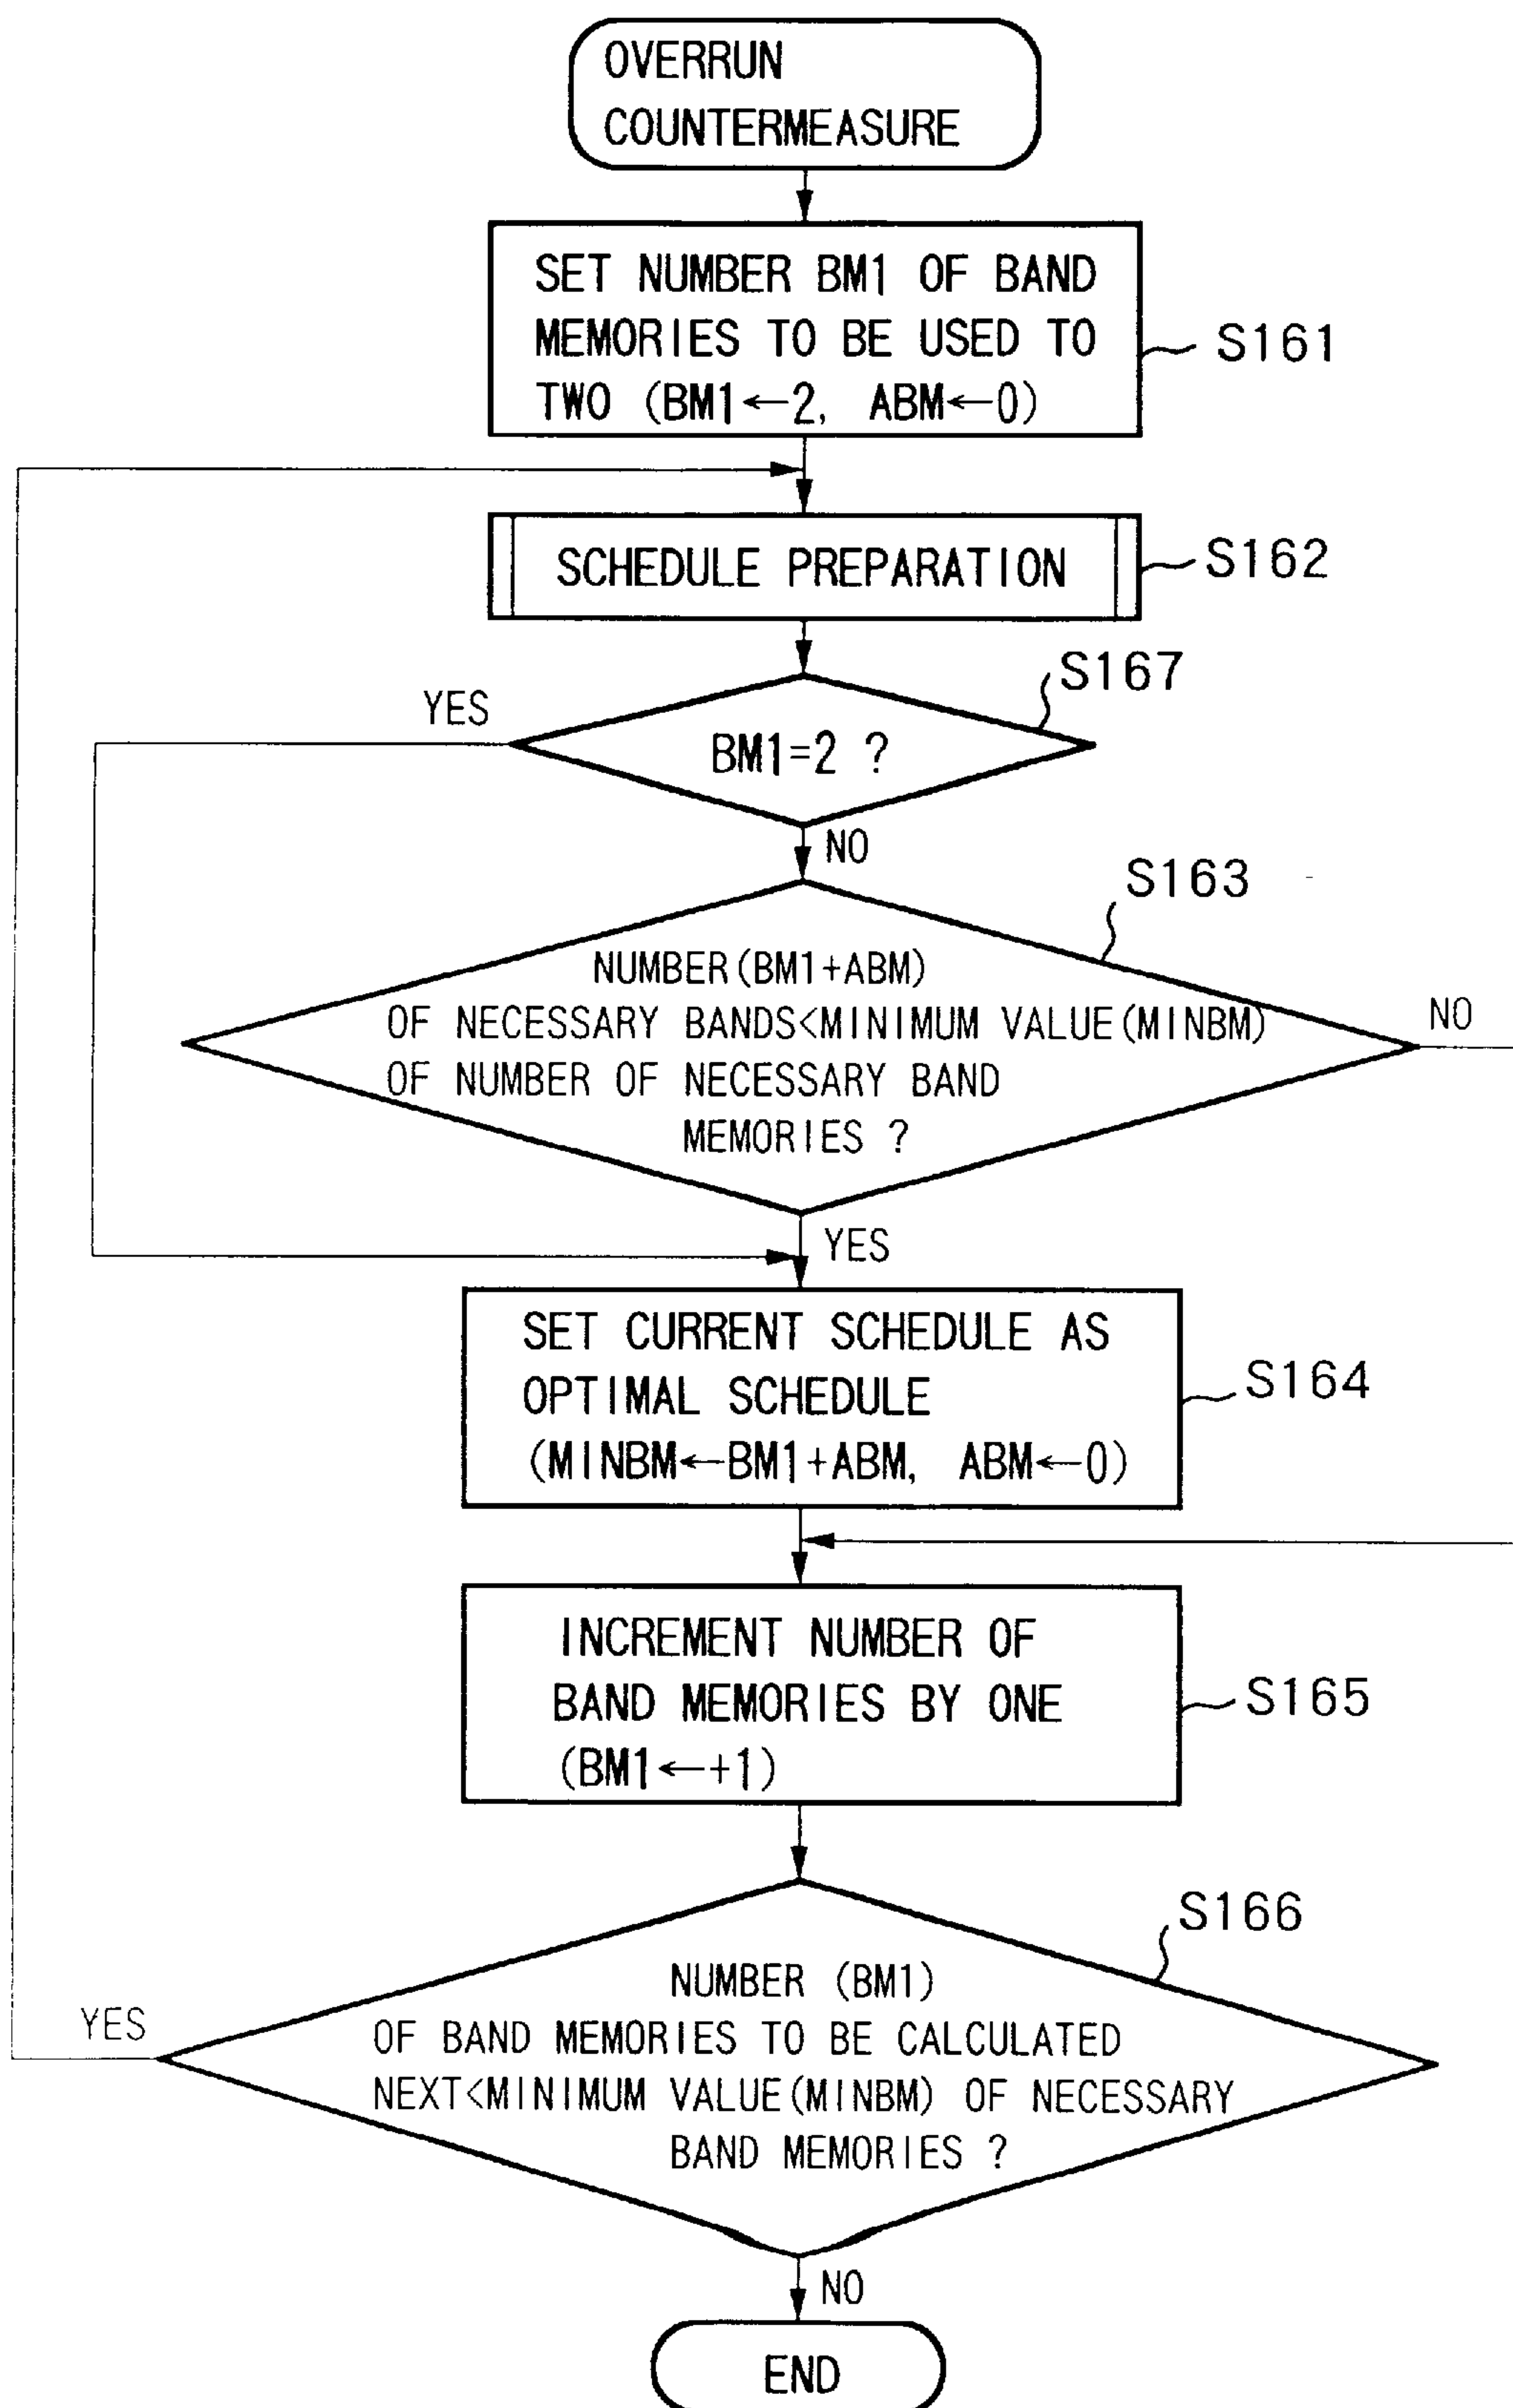 OVERRUN
COUNTERMEASURE
SET NUMBER BM1 OF BAND
MEMORIES TO BE USED TO
TWO (BM1←2, ABM←0)
S161
SCHEDULE PREPARATION
S162
S167
YES
BM1=2 ?
NO
S163
NUMBER(BM1+ABM)
OF NECESSARY BANDS<MINIMUM VALUE(MINBM)
OF NUMBER OF NECESSARY BAND
MEMORIES ?
NO
YES
SET CURRENT SCHEDULE AS
OPTIMAL SCHEDULE
(MINBM←BM1+ABM, ABM←0)
S164
INCREMENT NUMBER OF
BAND MEMORIES BY ONE
(BM1←+1)
S165
S166
NUMBER (BM1)
OF BAND MEMORIES TO BE CALCULATED
NEXT<MINIMUM VALUE(MINBM) OF NECESSARY
BAND MEMORIES ?
YES
NO
END